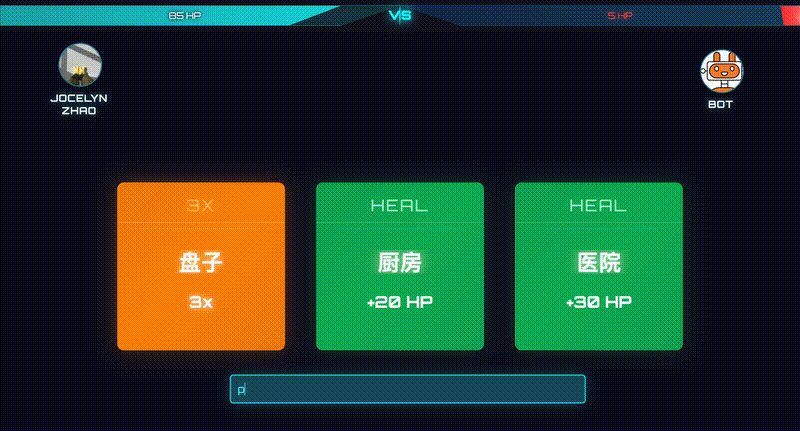 85 HP
VS
5 HP
JOCELYN
ZHAO
BOT
3X
盘子
3x
HEAL
厨房
+20 HP
HEAL
医院
+30 HP
p